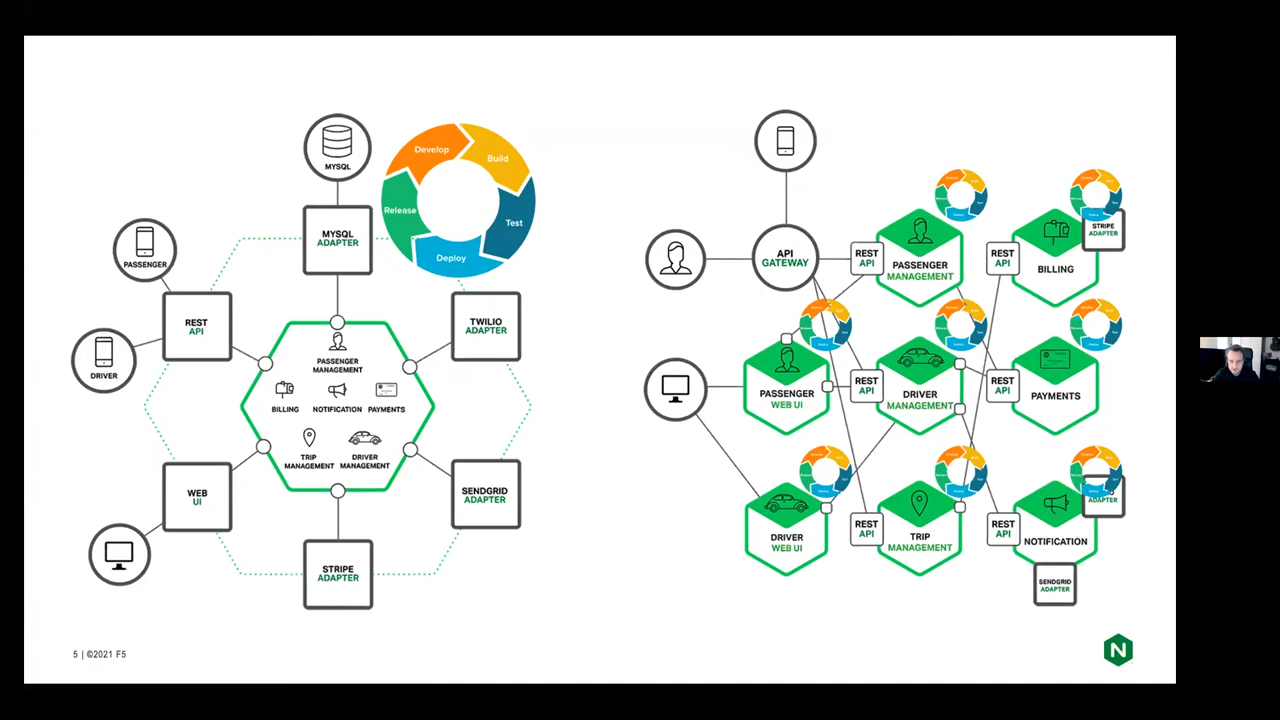 MYSQL
Develop
Build
Release
Test
Deploy
MYSQL
ADAPTER
PASSENGER
REST
API
TWILIO
ADAPTER
DRIVER
PASSENGER
MANAGEMENT
BILLING
NOTIFICATION
PAYMENTS
TRIP
MANAGEMENT
DRIVER
MANAGEMENT
WEB
UI
SENDGRID
ADAPTER
STRIPE
ADAPTER
API
GATEWAY
REST
API
PASSENGER
MANAGEMENT
REST
API
BILLING
STRIPE
ADAPTER
PASSENGER
WEB UI
REST
API
DRIVER
MANAGEMENT
REST
API
PAYMENTS
DRIVER
WEB UI
REST
API
TRIP
MANAGEMENT
REST
API
NOTIFICATION
ADAPTER
SENDGRID
ADAPTER
5 | ©2021 F5
N